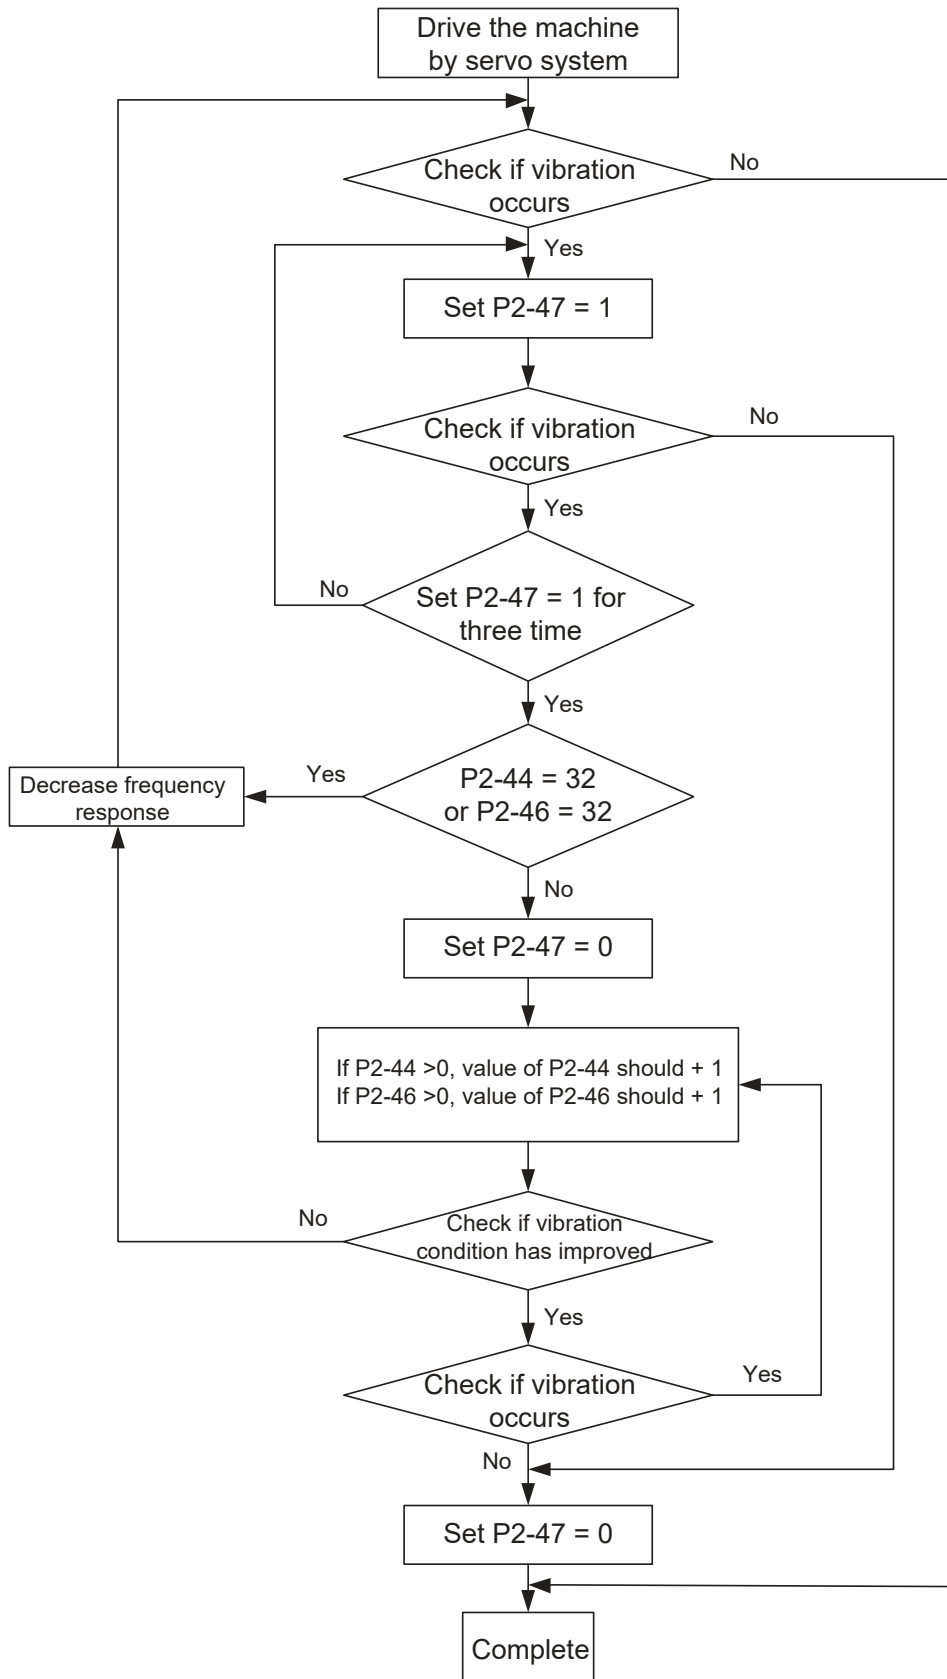 Drive the machine
by servo system
Check if vibration
occurs
No
Yes
Set P2-47 = 1
Check if vibration
occurs
No
Yes
Set P2-47 = 1 for
three time
No
Yes
P2-44 = 32
or P2-46 = 32
Yes
Decrease frequency
response
No
Set P2-47 = 0
If P2-44 >0, value of P2-44 should + 1
If P2-46 >0, value of P2-46 should + 1
Check if vibration
condition has improved
No
Yes
Check if vibration
occurs
Yes
No
Set P2-47 = 0
Complete